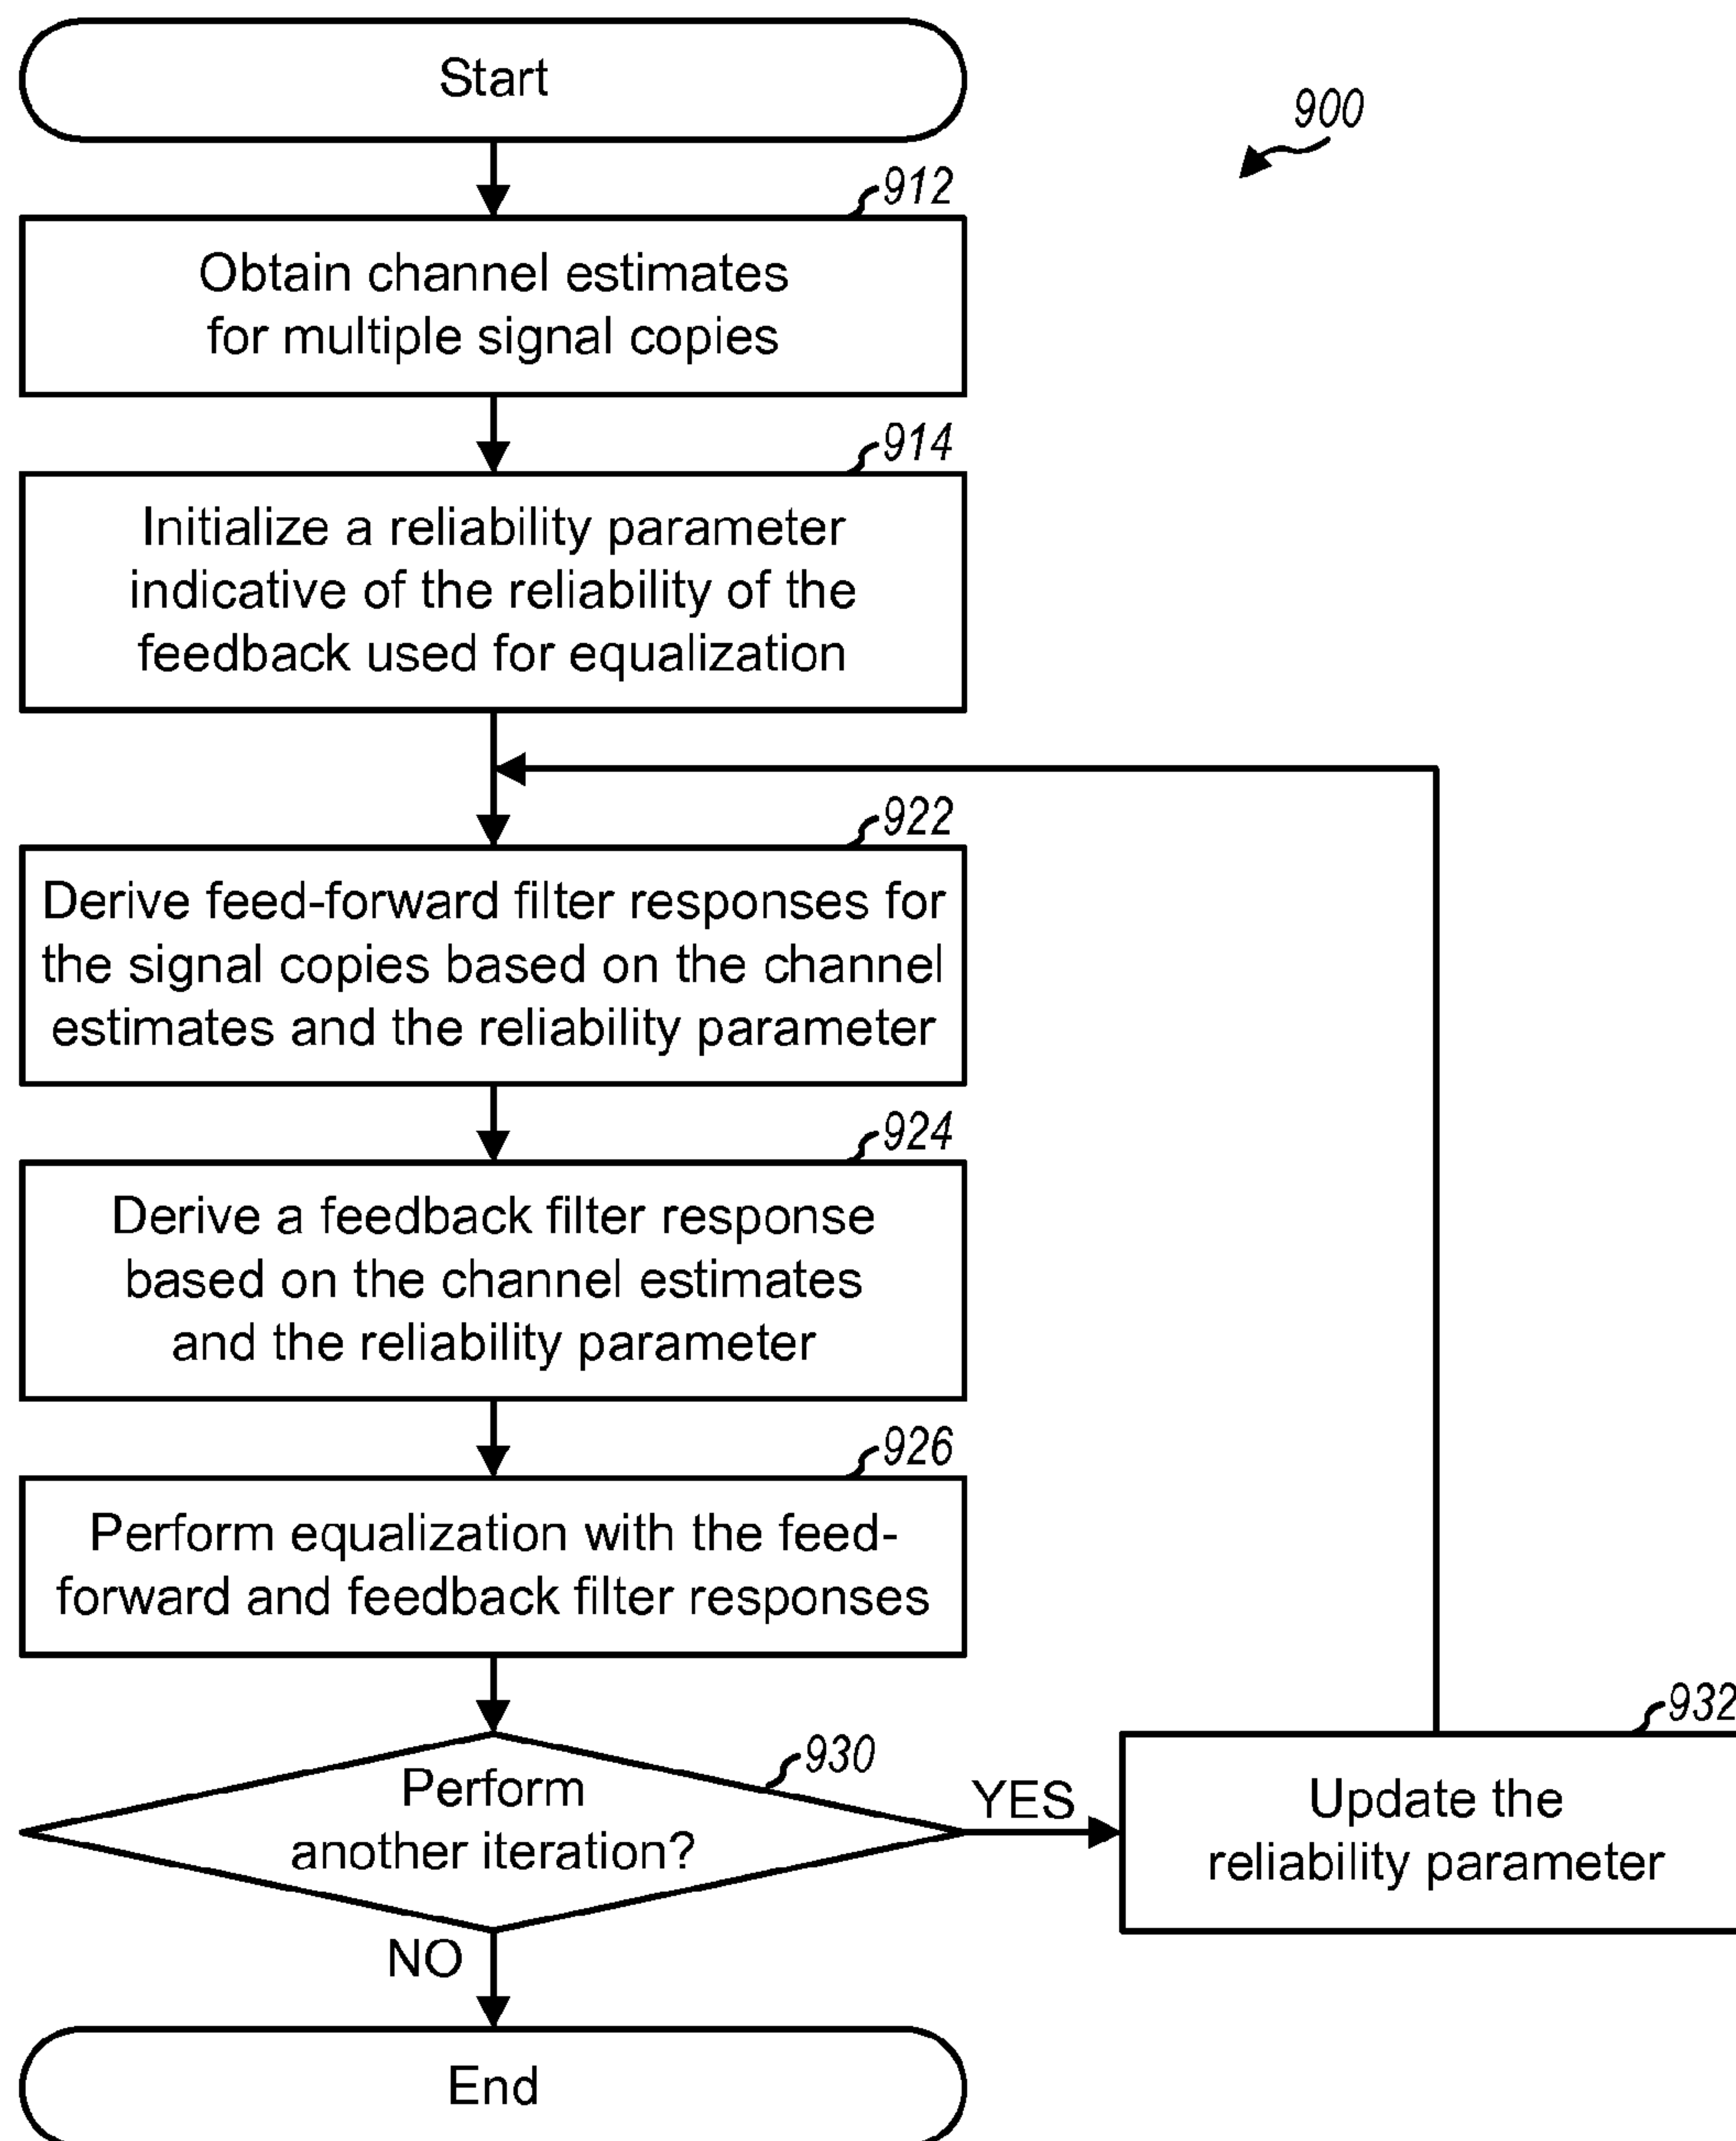 Start
900
912
Obtain channel estimates
for multiple signal copies
914
Initialize a reliability parameter
indicative of the reliability of the
feedback used for equalization
922
Derive feed-forward filter responses for
the signal copies based on the channel
estimates and the reliability parameter
924
Derive a feedback filter response
based on the channel estimates
and the reliability parameter
926
Perform equalization with the feed-
forward and feedback filter responses
930
Perform
another iteration?
YES
932
Update the
reliability parameter
NO
End